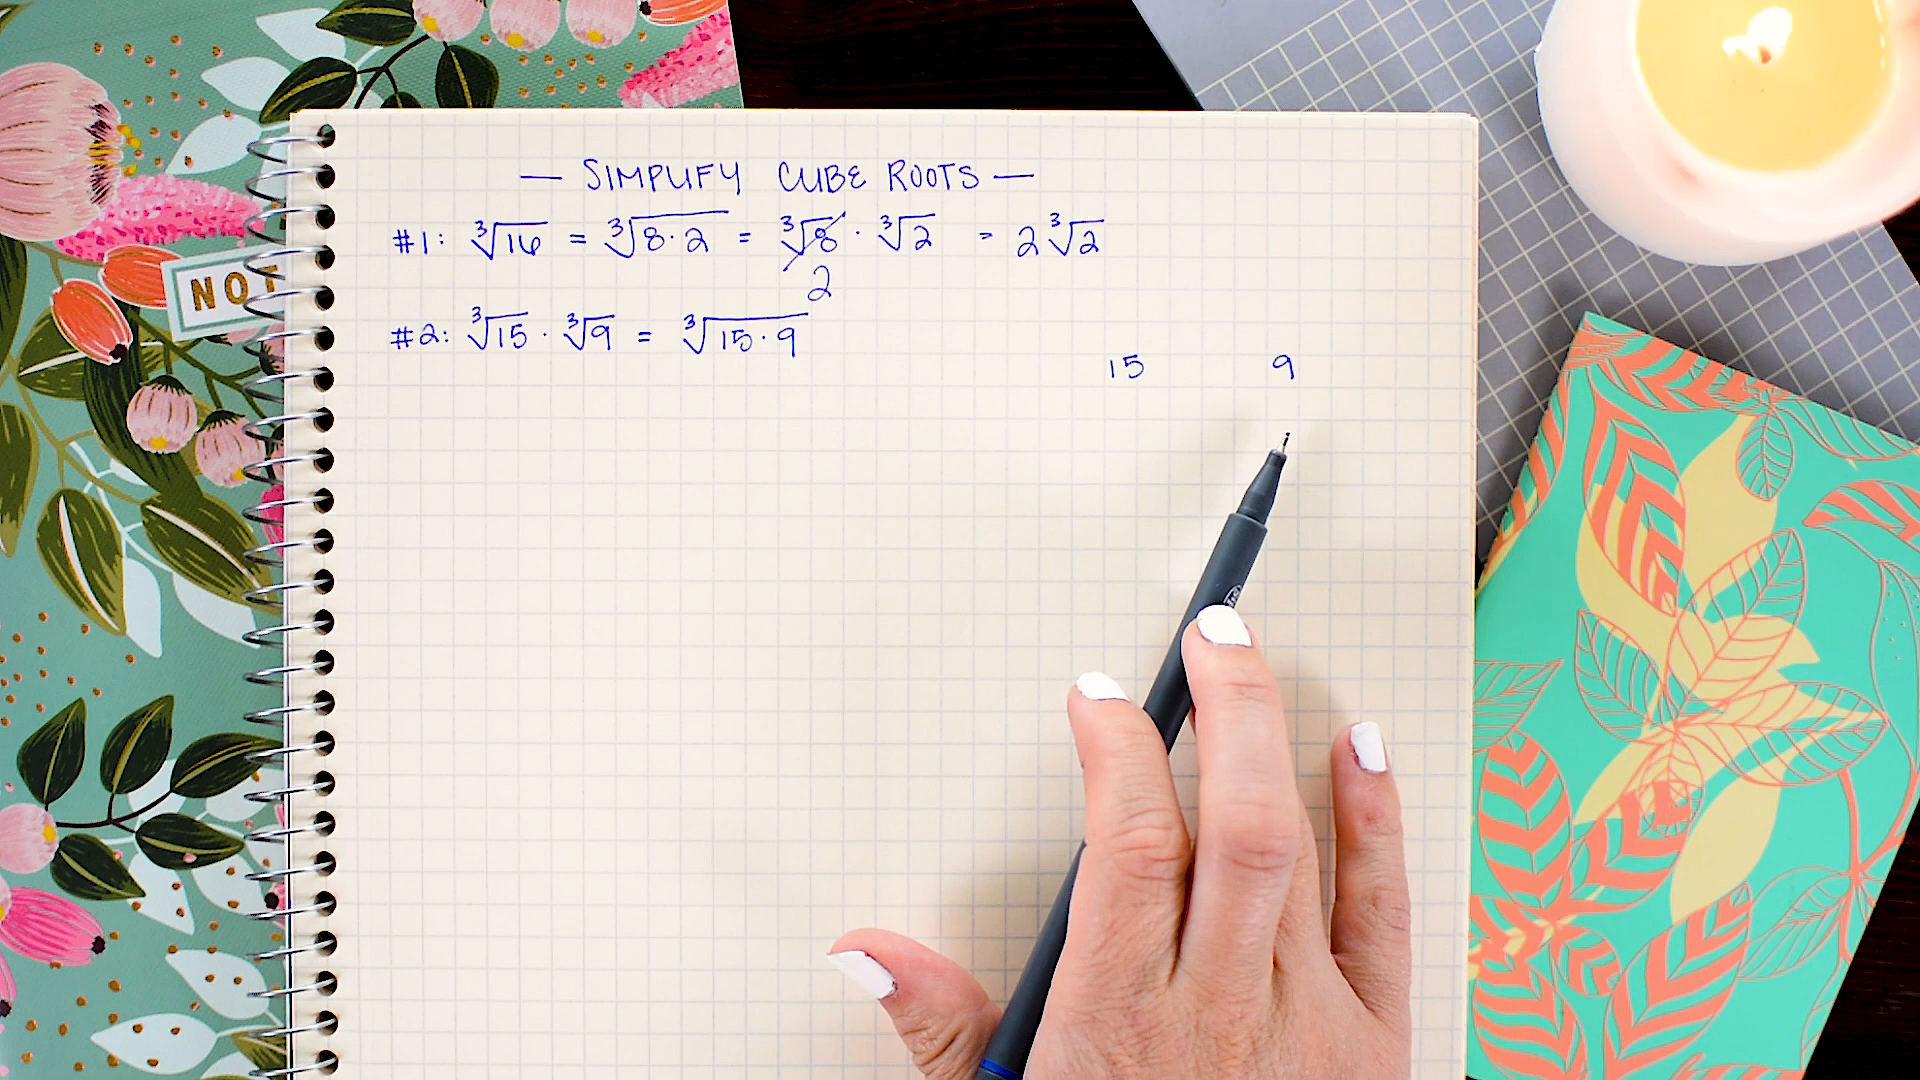 — SIMPLIFY CUBE ROOTS —
#1: ∛16 = ∛8·2 = ∛8 · ∛2 = 2∛2
2
#2: ∛15 · ∛9 = ∛15·9
15 9
NOT